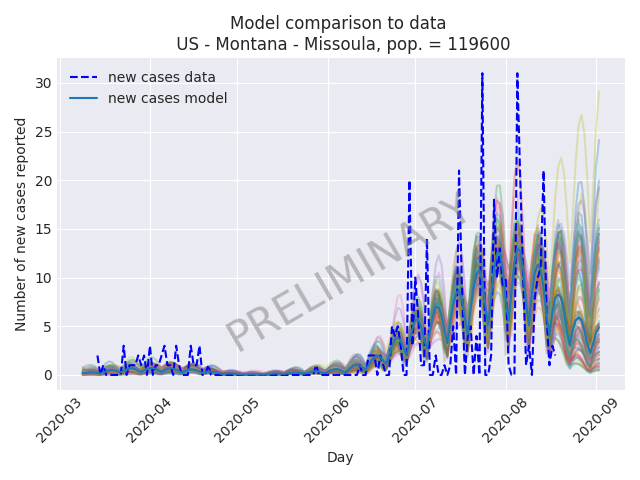 Model comparison to data
US - Montana - Missoula, pop. = 119600
new cases data
new cases model
Number of new cases reported
30
25
20
15
10
5
0
PRELIMINARY
2020-03
2020-04
2020-05
2020-06
2020-07
2020-08
2020-09
Day